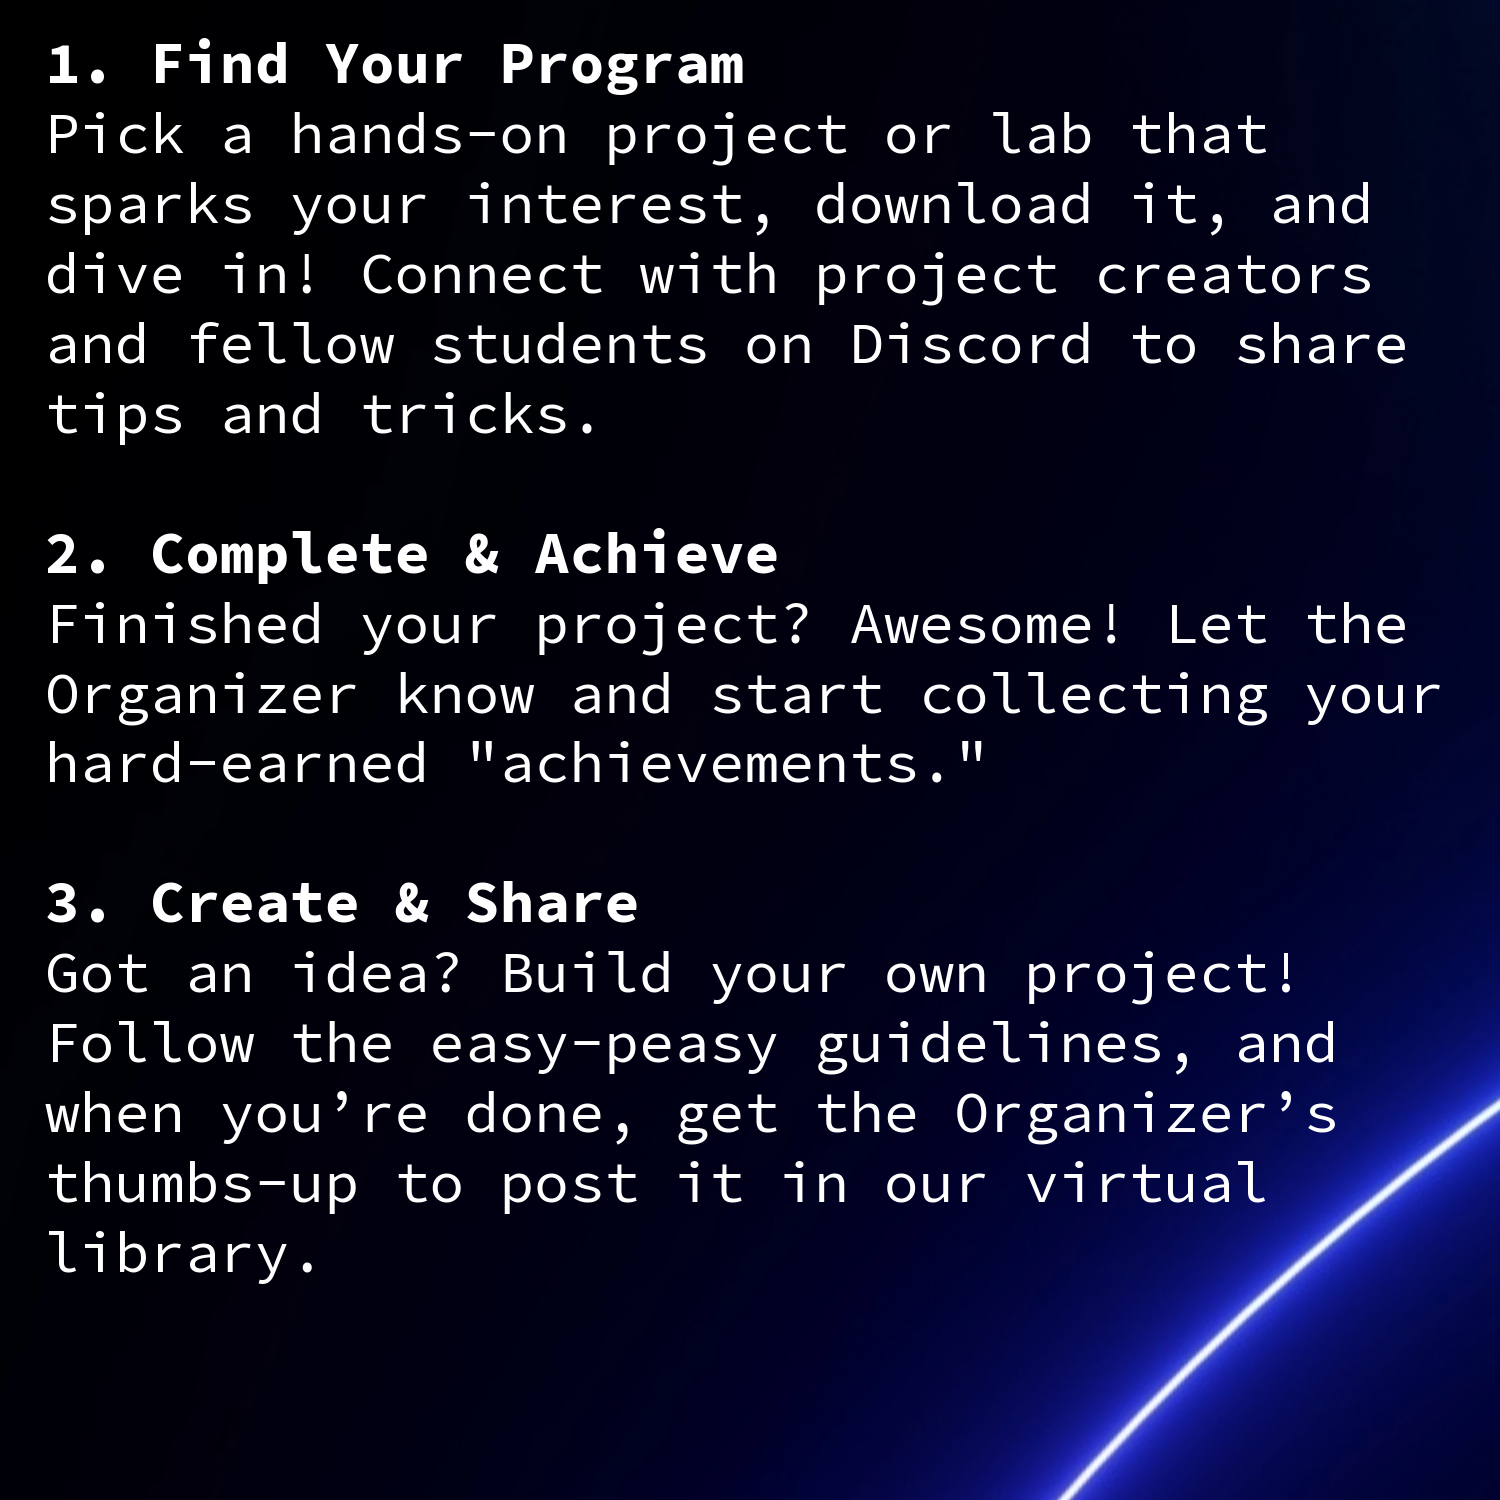 1. Find Your Program
Pick a hands-on project or lab that
sparks your interest, download it, and
dive in! Connect with project creators
and fellow students on Discord to share
tips and tricks.
2. Complete & Achieve
Finished your project? Awesome! Let the
Organizer know and start collecting your
hard-earned "achievements."
3. Create & Share
Got an idea? Build your own project!
Follow the easy-peasy guidelines, and
when you’re done, get the Organizer’s
thumbs-up to post it in our virtual
library.